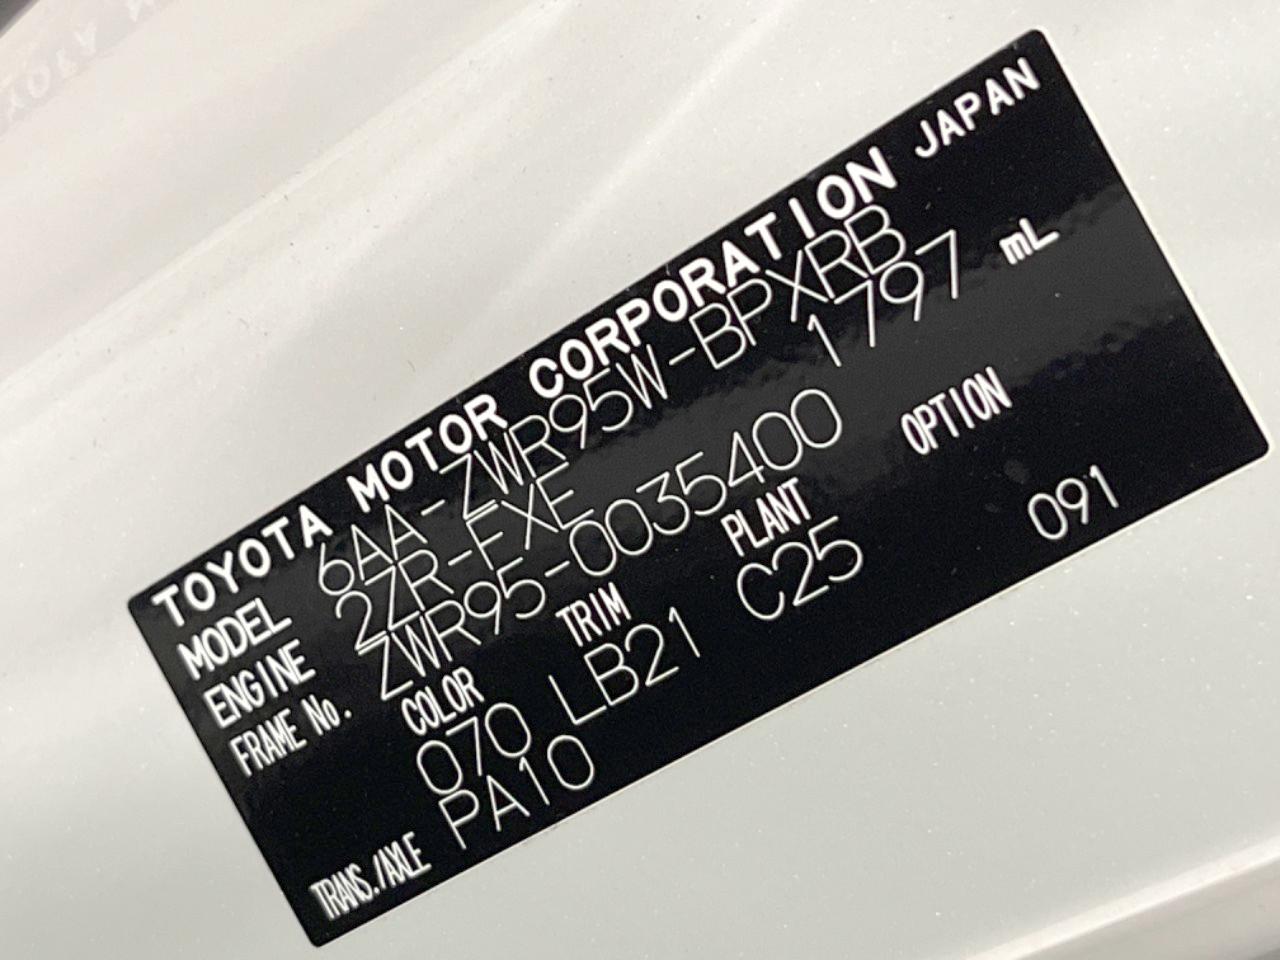 TOYOTA MOTOR CORPORATION JAPAN
MODEL 6AA-ZWR95W-BPXRB
ENGINE 2ZR-FXE 1797 mL
FRAME No. ZWR95-0035400
COLOR TRIM PLANT OPTION
070 LB21 C25 091
TRANS./AXLE PA10